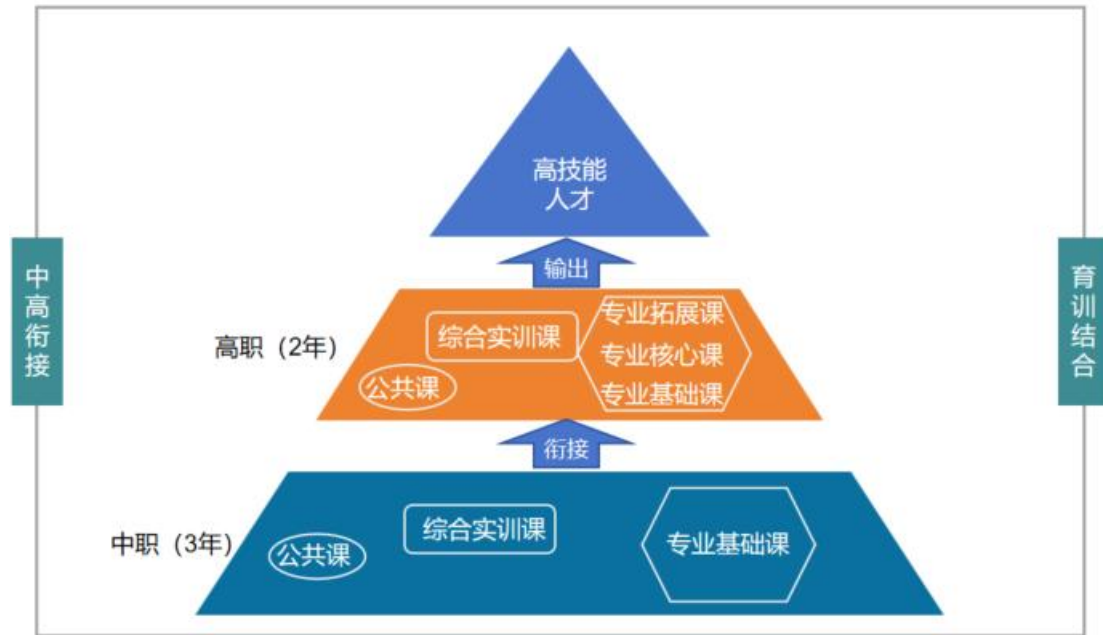 高技能
人才
输出
中高衔接
育训结合
高职（2年）
综合实训课
专业拓展课
专业核心课
专业基础课
公共课
衔接
中职（3年）
综合实训课
公共课
专业基础课